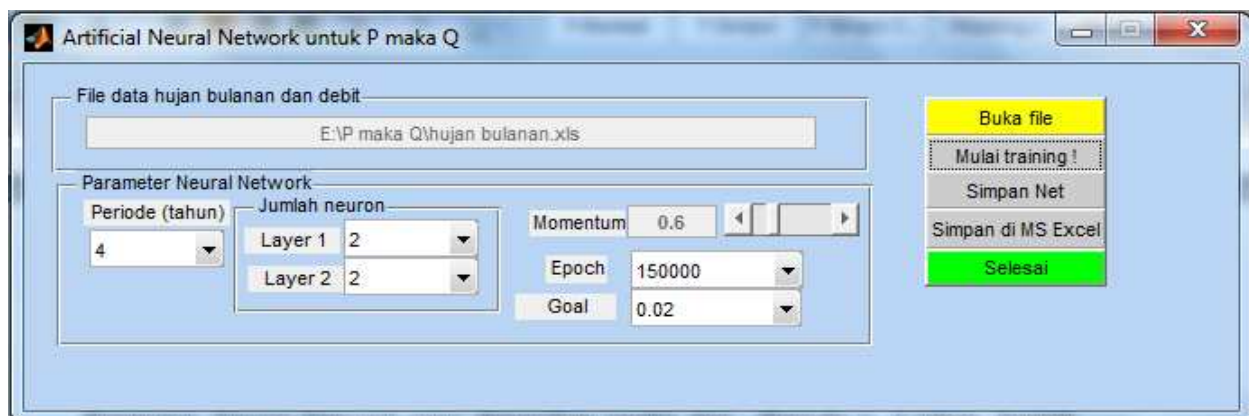 Artificial Neural Network untuk P maka Q
File data hujan bulanan dan debit
E:\P maka Q\hujan bulanan.xls
Parameter Neural Network
Periode (tahun)
4
Jumlah neuron
Layer 1 2
Layer 2 2
Momentum 0.6
Epoch 150000
Goal 0.02
Buka file
Mulai training !
Simpan Net
Simpan di MS Excel
Selesai